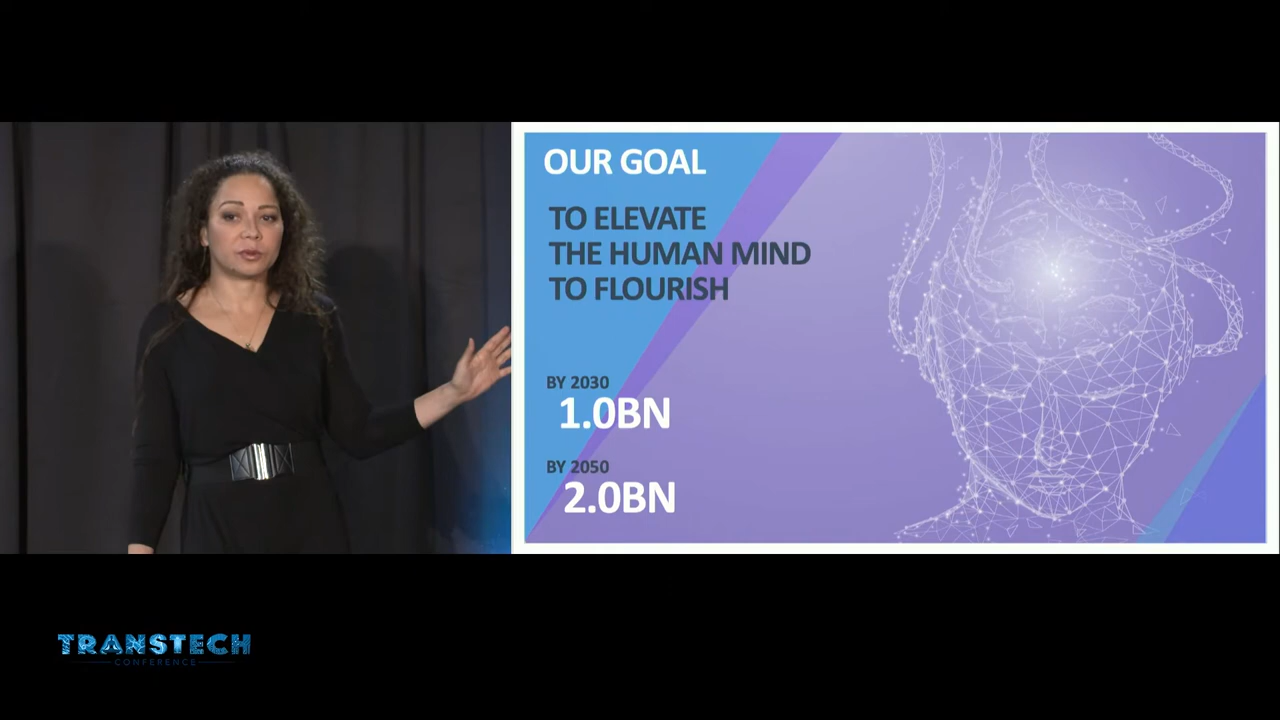 OUR GOAL
TO ELEVATE
THE HUMAN MIND
TO FLOURISH
BY 2030
1.0BN
BY 2050
2.0BN
TRANSTECH
CONFERENCE